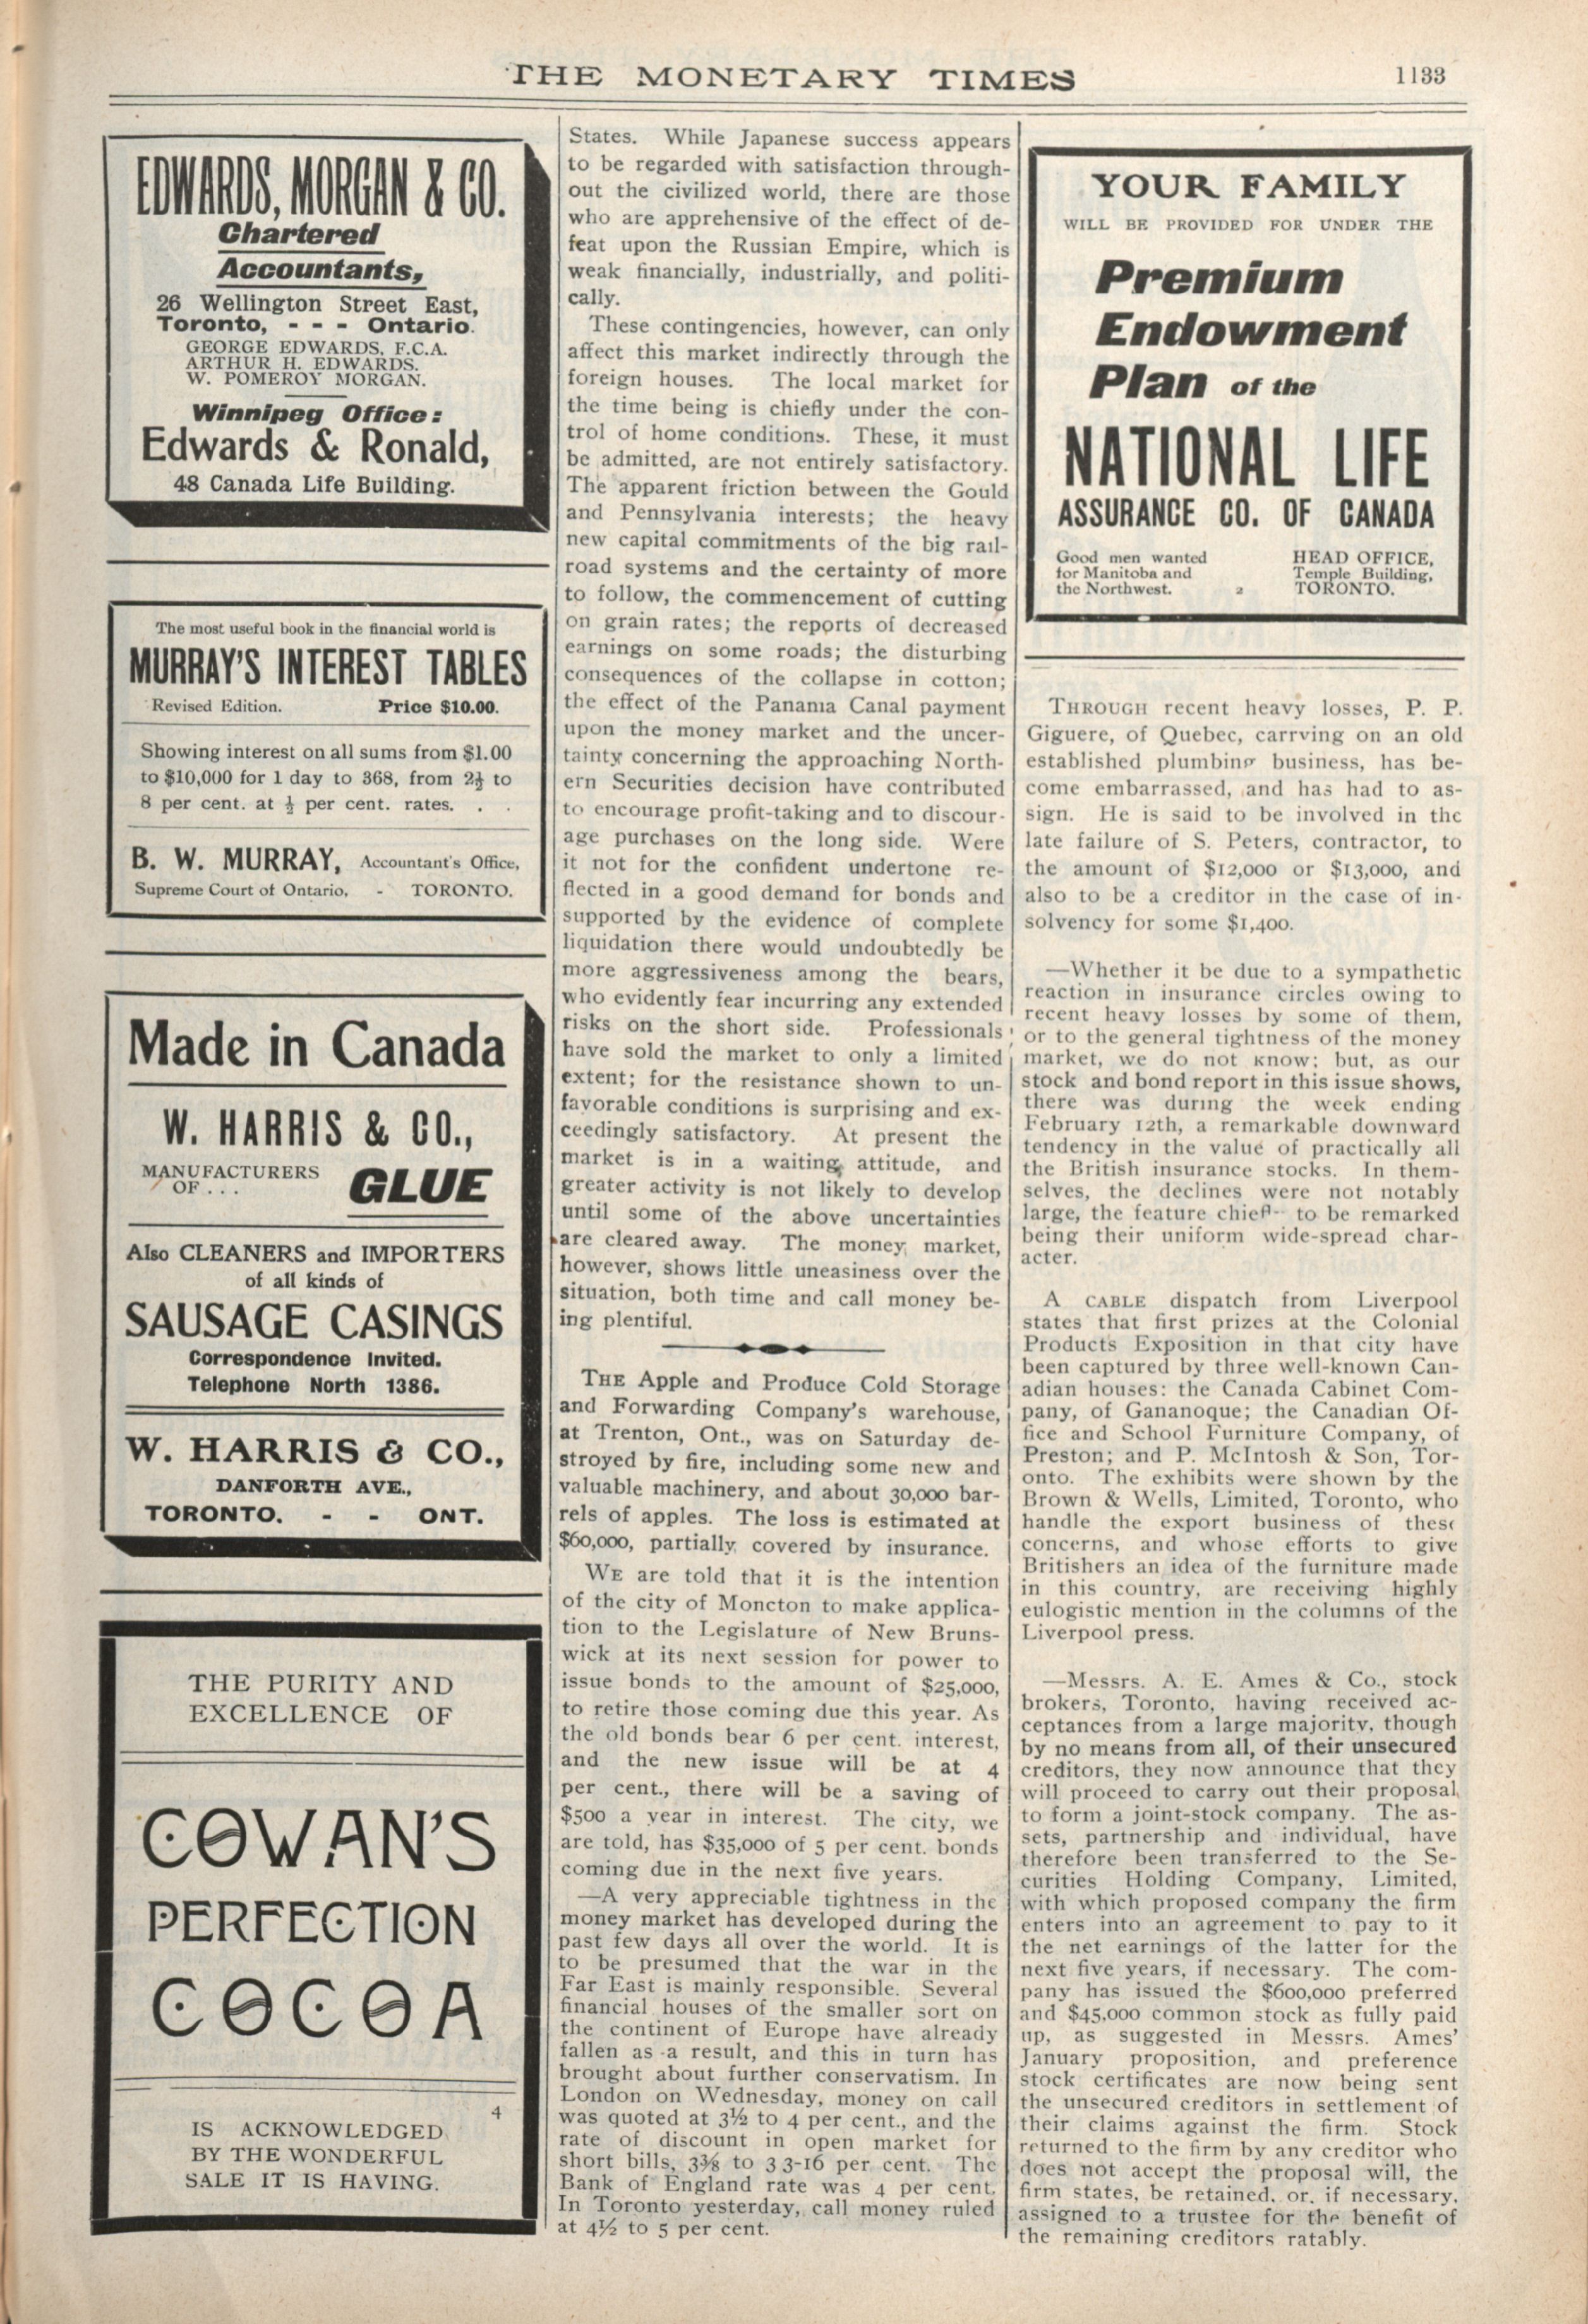 THE MONETARY TIMES
1133
EDWARDS, MORGAN & CO.
Chartered
Accountants,
26 Wellington Street East,
Toronto, - - - Ontario.
GEORGE EDWARDS, F.C.A.
ARTHUR H. EDWARDS.
W. POMEROY MORGAN.
Winnipeg Office:
Edwards & Ronald,
48 Canada Life Building.
The most useful book in the financial world is
MURRAY'S INTEREST TABLES
Revised Edition. Price $10.00.
Showing interest on all sums from $1.00
to $10,000 for 1 day to 368, from 2½ to
8 per cent. at ½ per cent. rates. . .
B. W. MURRAY, Accountant's Office,
Supreme Court of Ontario, - TORONTO.
Made in Canada
W. HARRIS & CO.,
MANUFACTURERS
OF . . .
GLUE
Also CLEANERS and IMPORTERS
of all kinds of
SAUSAGE CASINGS
Correspondence Invited.
Telephone North 1386.
W. HARRIS & CO.,
DANFORTH AVE.,
TORONTO. - - ONT.
THE PURITY AND
EXCELLENCE OF
COWAN'S
PERFECTION
COCOA
4
IS ACKNOWLEDGED
BY THE WONDERFUL
SALE IT IS HAVING.
States. While Japanese success appears
to be regarded with satisfaction through-
out the civilized world, there are those
who are apprehensive of the effect of de-
feat upon the Russian Empire, which is
weak financially, industrially, and politi-
cally.
These contingencies, however, can only
affect this market indirectly through the
foreign houses. The local market for
the time being is chiefly under the con-
trol of home conditions. These, it must
be admitted, are not entirely satisfactory.
The apparent friction between the Gould
and Pennsylvania interests; the heavy
new capital commitments of the big rail-
road systems and the certainty of more
to follow, the commencement of cutting
on grain rates; the reports of decreased
earnings on some roads; the disturbing
consequences of the collapse in cotton;
the effect of the Panama Canal payment
upon the money market and the uncer-
tainty concerning the approaching North-
ern Securities decision have contributed
to encourage profit-taking and to discour-
age purchases on the long side. Were
it not for the confident undertone re-
flected in a good demand for bonds and
supported by the evidence of complete
liquidation there would undoubtedly be
more aggressiveness among the bears,
who evidently fear incurring any extended
risks on the short side. Professionals
have sold the market to only a limited
extent; for the resistance shown to un-
favorable conditions is surprising and ex-
ceedingly satisfactory. At present the
market is in a waiting attitude, and
greater activity is not likely to develop
until some of the above uncertainties
are cleared away. The money market,
however, shows little uneasiness over the
situation, both time and call money be-
ing plentiful.
THE Apple and Produce Cold Storage
and Forwarding Company's warehouse,
at Trenton, Ont., was on Saturday de-
stroyed by fire, including some new and
valuable machinery, and about 30,000 bar-
rels of apples. The loss is estimated at
$60,000, partially covered by insurance.
WE are told that it is the intention
of the city of Moncton to make applica-
tion to the Legislature of New Bruns-
wick at its next session for power to
issue bonds to the amount of $25,000,
to retire those coming due this year. As
the old bonds bear 6 per cent. interest,
and the new issue will be at 4
per cent., there will be a saving of
$500 a year in interest. The city, we
are told, has $35,000 of 5 per cent. bonds
coming due in the next five years.
—A very appreciable tightness in the
money market has developed during the
past few days all over the world. It is
to be presumed that the war in the
Far East is mainly responsible. Several
financial houses of the smaller sort on
the continent of Europe have already
fallen as a result, and this in turn has
brought about further conservatism. In
London on Wednesday, money on call
was quoted at 3½ to 4 per cent., and the
rate of discount in open market for
short bills, 3⅜ to 3 3-16 per cent. The
Bank of England rate was 4 per cent.
In Toronto yesterday, call money ruled
at 4½ to 5 per cent.
YOUR FAMILY
WILL BE PROVIDED FOR UNDER THE
Premium
Endowment
Plan of the
NATIONAL LIFE
ASSURANCE CO. OF CANADA
Good men wanted
for Manitoba and
the Northwest.
2
HEAD OFFICE,
Temple Building,
TORONTO.
THROUGH recent heavy losses, P. P.
Giguere, of Quebec, carrying on an old
established plumbing business, has be-
come embarrassed, and has had to as-
sign. He is said to be involved in the
late failure of S. Peters, contractor, to
the amount of $12,000 or $13,000, and
also to be a creditor in the case of in-
solvency for some $1,400.
—Whether it be due to a sympathetic
reaction in insurance circles owing to
recent heavy losses by some of them,
or to the general tightness of the money
market, we do not know; but, as our
stock and bond report in this issue shows,
there was during the week ending
February 12th, a remarkable downward
tendency in the value of practically all
the British insurance stocks. In them-
selves, the declines were not notably
large, the feature chiefl- to be remarked
being their uniform wide-spread char-
acter.
A CABLE dispatch from Liverpool
states that first prizes at the Colonial
Products Exposition in that city have
been captured by three well-known Can-
adian houses: the Canada Cabinet Com-
pany, of Gananoque; the Canadian Of-
fice and School Furniture Company, of
Preston; and P. McIntosh & Son, Tor-
onto. The exhibits were shown by the
Brown & Wells, Limited, Toronto, who
handle the export business of these
concerns, and whose efforts to give
Britishers an idea of the furniture made
in this country, are receiving highly
eulogistic mention in the columns of the
Liverpool press.
—Messrs. A. E. Ames & Co., stock
brokers, Toronto, having received ac-
ceptances from a large majority, though
by no means from all, of their unsecured
creditors, they now announce that they
will proceed to carry out their proposal
to form a joint-stock company. The as-
sets, partnership and individual, have
therefore been transferred to the Se-
curities Holding Company, Limited,
with which proposed company the firm
enters into an agreement to pay to it
the net earnings of the latter for the
next five years, if necessary. The com-
pany has issued the $600,000 preferred
and $45,000 common stock as fully paid
up, as suggested in Messrs. Ames'
January proposition, and preference
stock certificates are now being sent
the unsecured creditors in settlement of
their claims against the firm. Stock
returned to the firm by any creditor who
does not accept the proposal will, the
firm states, be retained, or, if necessary,
assigned to a trustee for the benefit of
the remaining creditors ratably.